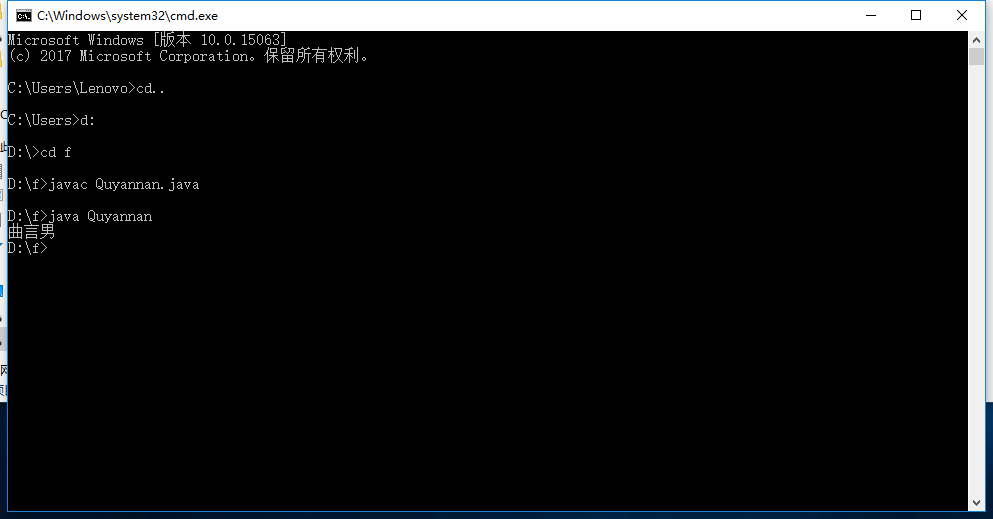 C:\Windows\system32\cmd.exe
Microsoft Windows [版本 10.0.15063]
(c) 2017 Microsoft Corporation。保留所有权利。
C:\Users\Lenovo>cd..
C:\Users>d:
D:\>cd f
D:\f>javac Quyannan.java
D:\f>java Quyannan
曲言男
D:\f>